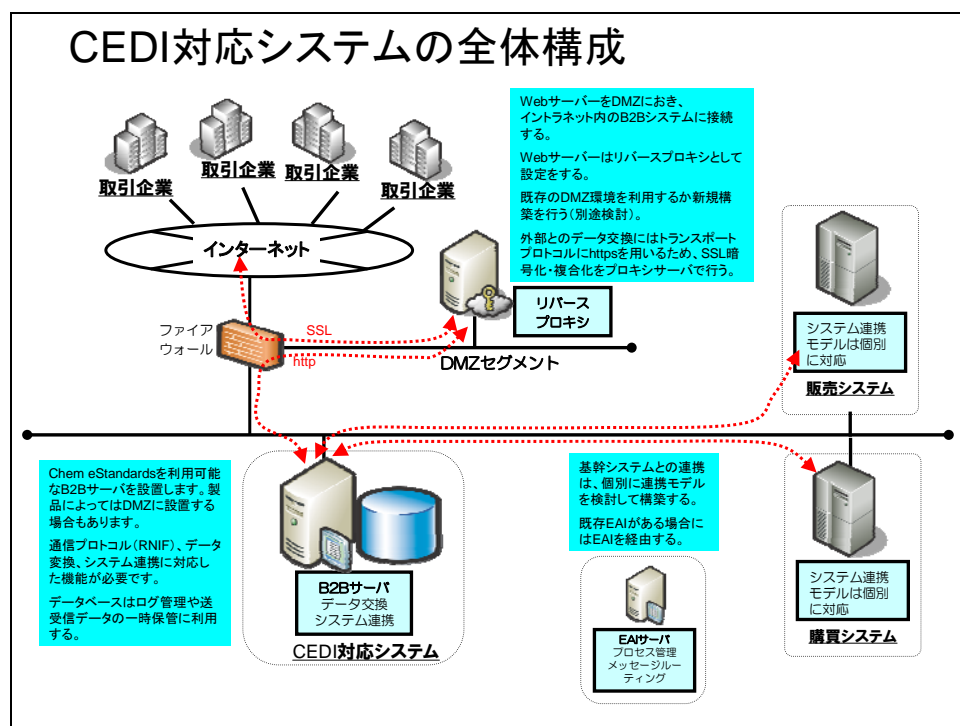 CEDI対応システムの全体構成
取引企業
取引企業
取引企業
取引企業
インターネット
WebサーバーをDMZにおき、
イントラネット内のB2Bシステムに接続
する。
Webサーバーはリバースプロキシとして
設定をする。
既存のDMZ環境を利用するか新規構
築を行う(別途検討)。
外部とのデータ交換にはトランスポート
プロトコルにhttpsを用いるため、SSL暗
号化・複合化をプロキシサーバで行う。
リバース
プロキシ
ファイア
ウォール
SSL
http
DMZセグメント
システム連携
モデルは個別
に対応
販売システム
Chem eStandardsを利用可能
なB2Bサーバを設置します。製
品によってはDMZに設置する
場合もあります。
通信プロトコル(RNIF)、データ
変換、システム連携に対応し
た機能が必要です。
データベースはログ管理や送
受信データの一時保管に利用
する。
B2Bサーバ
データ交換
システム連携
CEDI対応システム
基幹システムとの連携
は、個別に連携モデル
を検討して構築する。
既存EAIがある場合に
はEAIを経由する。
EAIサーバ
プロセス管理
メッセージルー
ティング
システム連携
モデルは個別
に対応
購買システム